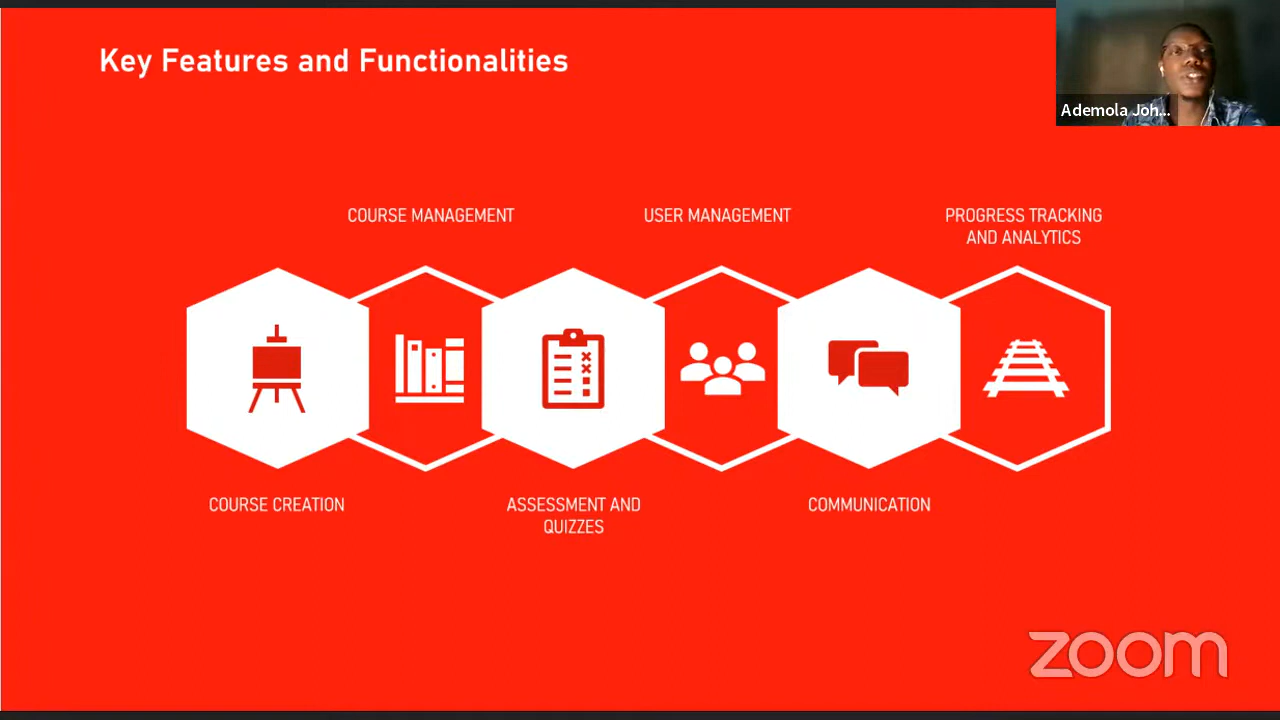 Key Features and Functionalities
Ademola Joh...
COURSE MANAGEMENT
USER MANAGEMENT
PROGRESS TRACKING
AND ANALYTICS
COURSE CREATION
ASSESSMENT AND
QUIZZES
COMMUNICATION
zoom